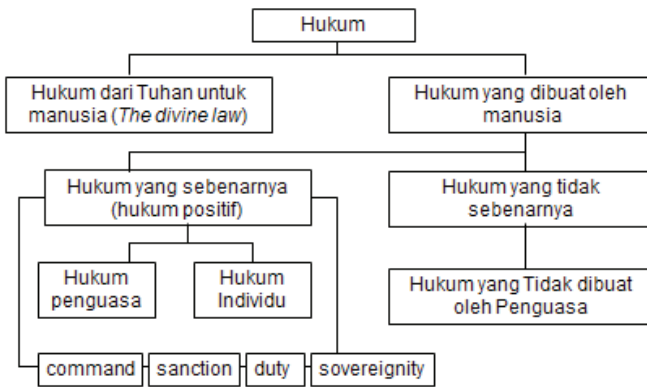 Hukum
Hukum dari Tuhan untuk
manusia (The divine law)
Hukum yang dibuat oleh
manusia
Hukum yang sebenarnya
(hukum positif)
Hukum yang tidak
sebenarnya
Hukum
penguasa
Hukum
Individu
Hukum yang Tidak dibuat
oleh Penguasa
command
sanction
duty
sovereignity